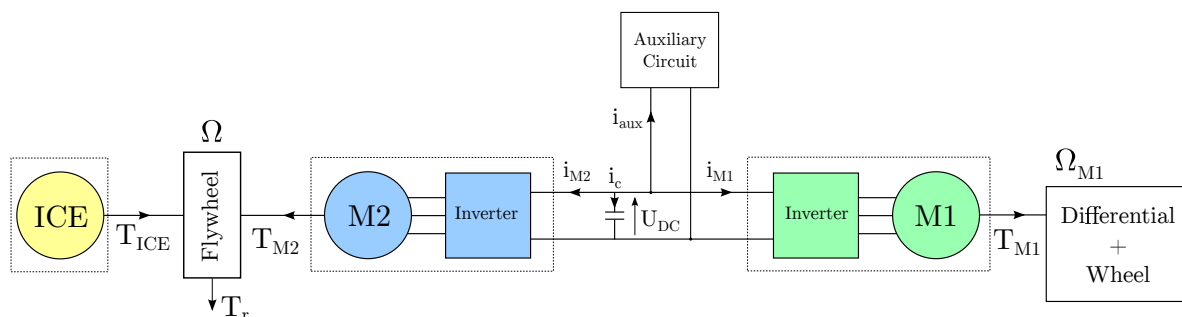 Auxiliary
Circuit
i_aux
Ω
i_M2
i_c
i_M1
Ω_M1
ICE
T_ICE
Flywheel
T_M2
M2
Inverter
U_DC
Inverter
M1
T_M1
Differential
+
Wheel
T_r